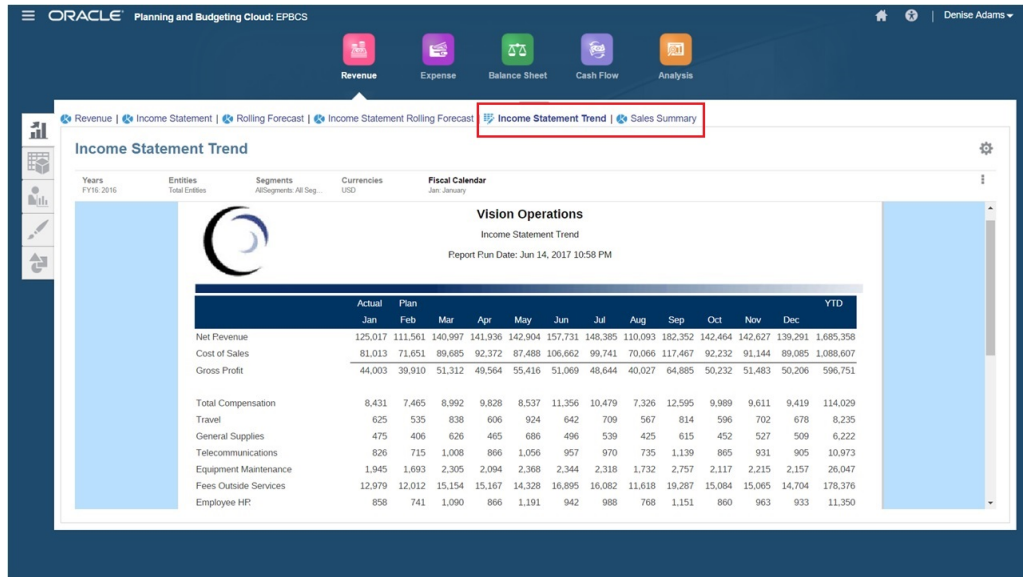 ORACLE Planning and Budgeting Cloud: EPBCS Denise Adams
Revenue Expense Balance Sheet Cash Flow Analysis
Revenue | Income Statement | Rolling Forecast | Income Statement Rolling Forecast Income Statement Trend | Sales Summary
Income Statement Trend
Years Entities Segments Currencies Fiscal Calendar
FY16: 2016 Total Entities AllSegments: All Seg... USD Jan: January
Vision Operations
Income Statement Trend
Report Run Date: Jun 14, 2017 10:58 PM
Actual Plan YTD
Jan Feb Mar Apr May Jun Jul Aug Sep Oct Nov Dec
Net Revenue 125,017 111,561 140,997 141,936 142,904 157,731 148,385 110,093 182,352 142,464 142,627 139,291 1,685,358
Cost of Sales 81,013 71,651 89,685 92,372 87,488 106,662 99,741 70,066 117,467 92,232 91,144 89,085 1,088,607
Gross Profit 44,003 39,910 51,312 49,564 55,416 51,069 48,644 40,027 64,885 50,232 51,483 50,206 596,751
Total Compensation 8,431 7,465 8,992 9,828 8,537 11,356 10,479 7,326 12,595 9,989 9,611 9,419 114,029
Travel 625 535 838 606 924 642 709 567 814 596 702 678 8,235
General Supplies 475 406 626 465 686 496 539 425 615 452 527 509 6,222
Telecommunications 826 715 1,008 866 1,056 957 970 735 1,139 865 931 905 10,973
Equipment Maintenance 1,945 1,693 2,305 2,094 2,368 2,344 2,318 1,732 2,757 2,117 2,215 2,157 26,047
Fees Outside Services 12,979 12,012 15,154 15,167 14,328 16,895 16,082 11,618 19,287 15,084 15,065 14,704 178,376
Employee HR 858 741 1,090 866 1,191 942 988 768 1,151 860 963 933 11,350